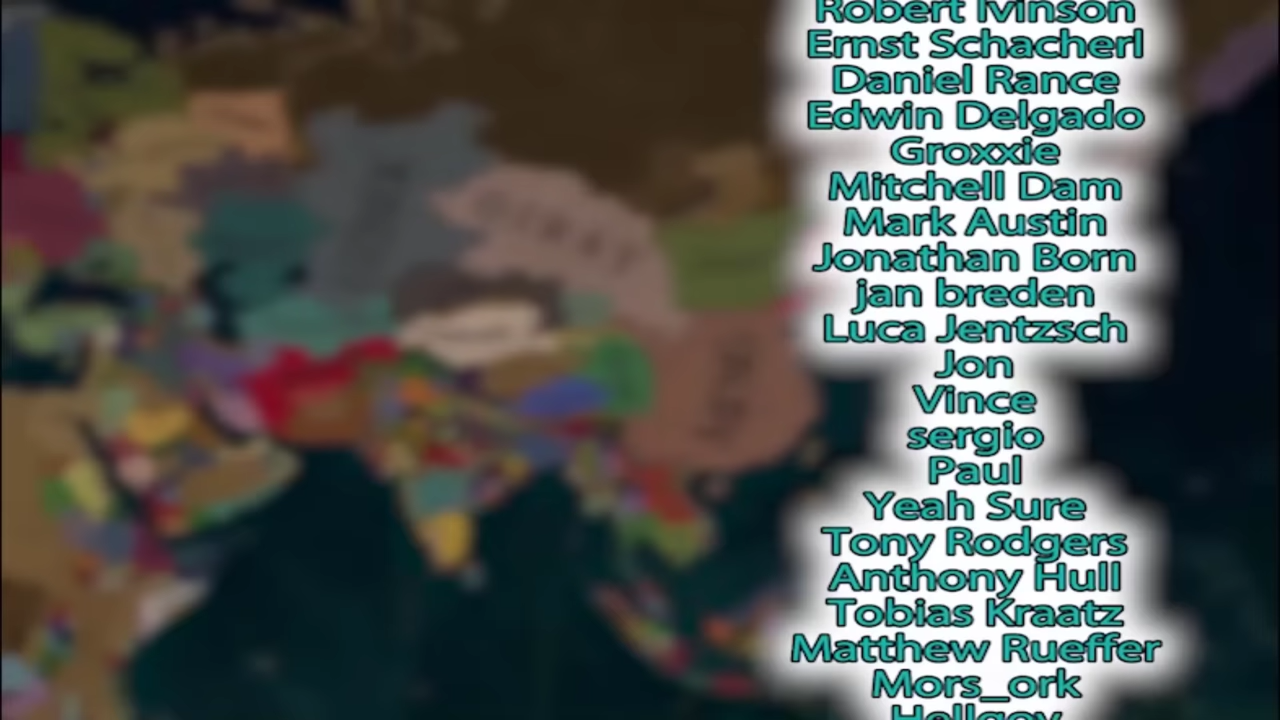 Robert Ivinson
Ernst Schacherl
Daniel Rance
Edwin Delgado
Groxxie
Mitchell Dam
Mark Austin
Jonathan Born
jan breden
Luca Jentzsch
Jon
Vince
sergio
Paul
Yeah Sure
Tony Rodgers
Anthony Hull
Tobias Kraatz
Matthew Rueffer
Mors_ork